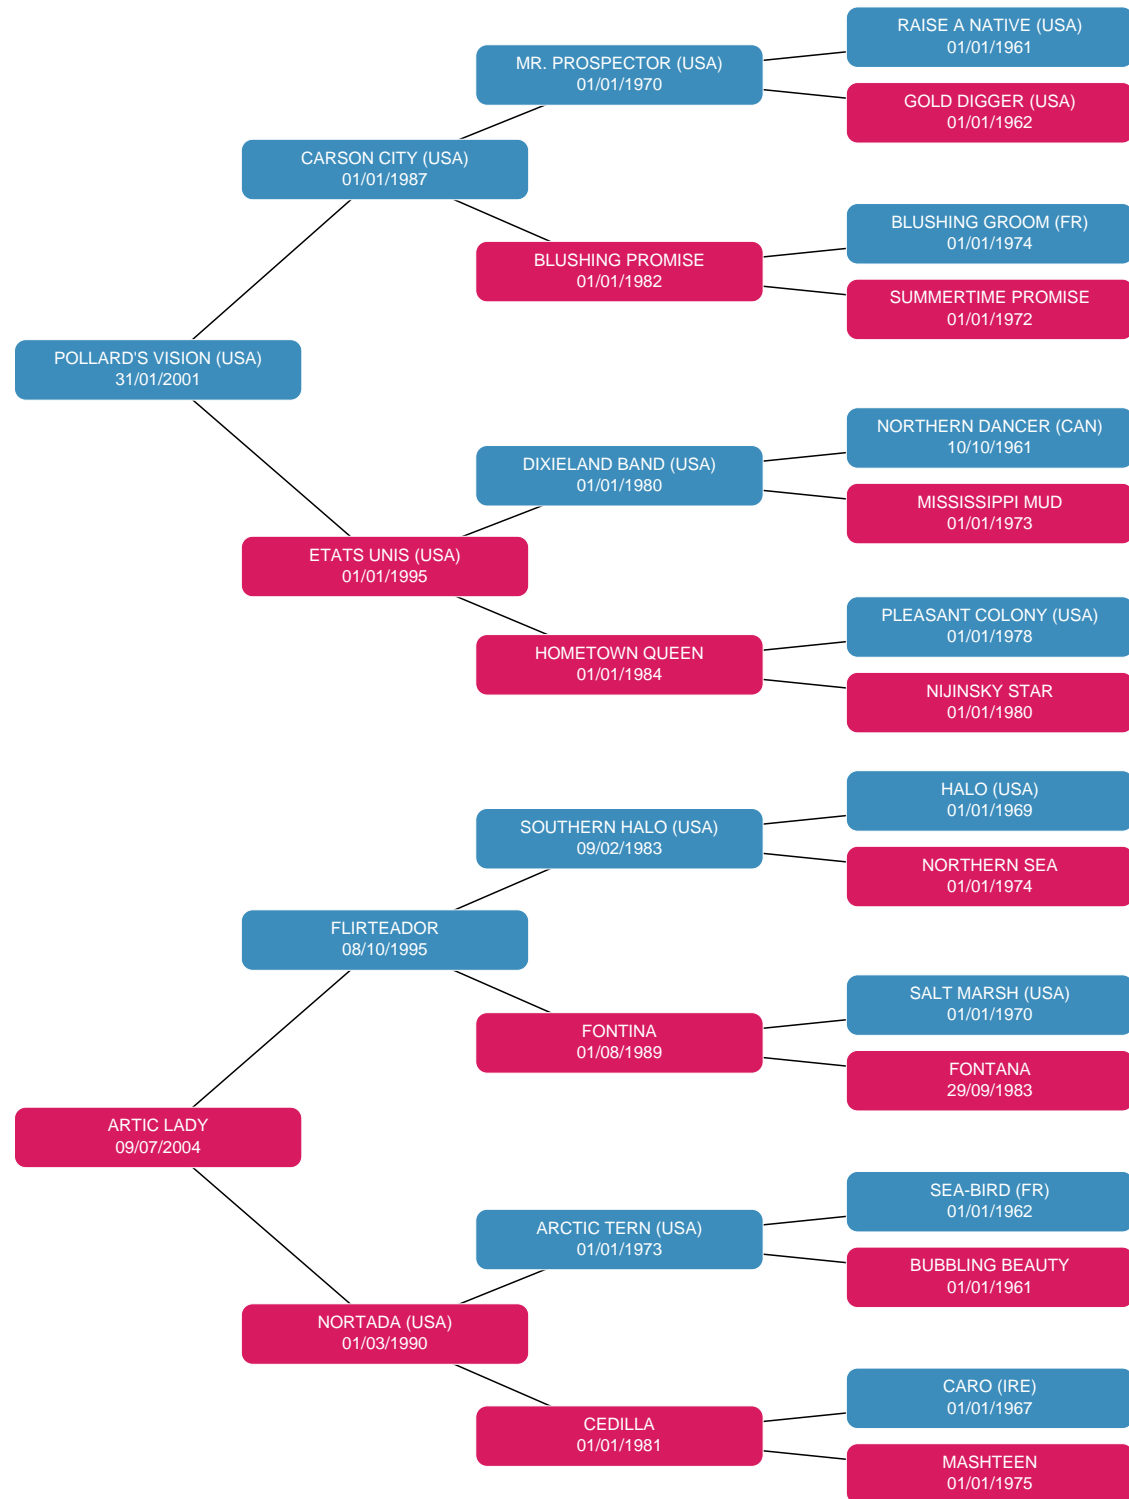 RAISE A NATIVE (USA)
01/01/1961
MR. PROSPECTOR (USA)
01/01/1970
GOLD DIGGER (USA)
01/01/1962
CARSON CITY (USA)
01/01/1987
BLUSHING GROOM (FR)
01/01/1974
BLUSHING PROMISE
01/01/1982
SUMMERTIME PROMISE
01/01/1972
POLLARD'S VISION (USA)
31/01/2001
NORTHERN DANCER (CAN)
10/10/1961
DIXIELAND BAND (USA)
01/01/1980
MISSISSIPPI MUD
01/01/1973
ETATS UNIS (USA)
01/01/1995
PLEASANT COLONY (USA)
01/01/1978
HOMETOWN QUEEN
01/01/1984
NIJINSKY STAR
01/01/1980
HALO (USA)
01/01/1969
SOUTHERN HALO (USA)
09/02/1983
NORTHERN SEA
01/01/1974
FLIRTEADOR
08/10/1995
SALT MARSH (USA)
01/01/1970
FONTINA
01/08/1989
FONTANA
29/09/1983
ARTIC LADY
09/07/2004
SEA-BIRD (FR)
01/01/1962
ARCTIC TERN (USA)
01/01/1973
BUBBLING BEAUTY
01/01/1961
NORTADA (USA)
01/03/1990
CARO (IRE)
01/01/1967
CEDILLA
01/01/1981
MASHTEEN
01/01/1975